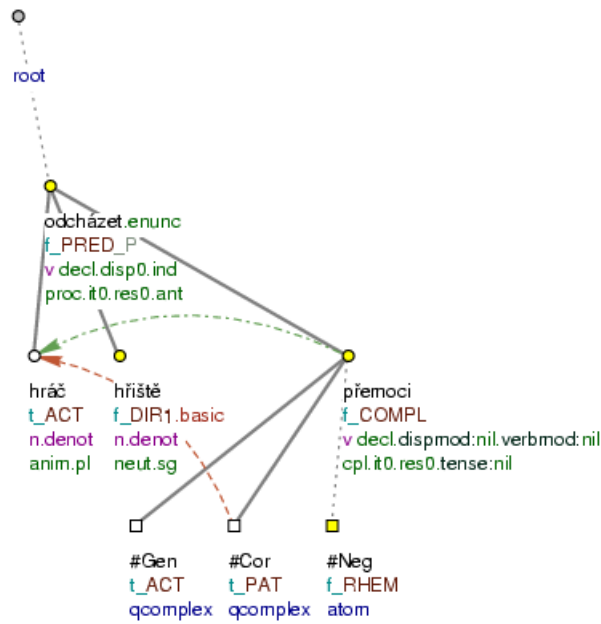 root
odcházet.enunc
f_PRED_P
v decl.disp0.ind
proc.it0.res0.ant
hráč
t_ACT
n.denot
anim.pl
hřiště
f_DIR1.basic
n.denot
neut.sg
přemoci
f_COMPL
v decl.dispmod:nil.verbmod:nil
cpl.it0.res0.tense:nil
#Gen
t_ACT
qcomplex
#Cor
t_PAT
qcomplex
#Neg
f_RHEM
atom